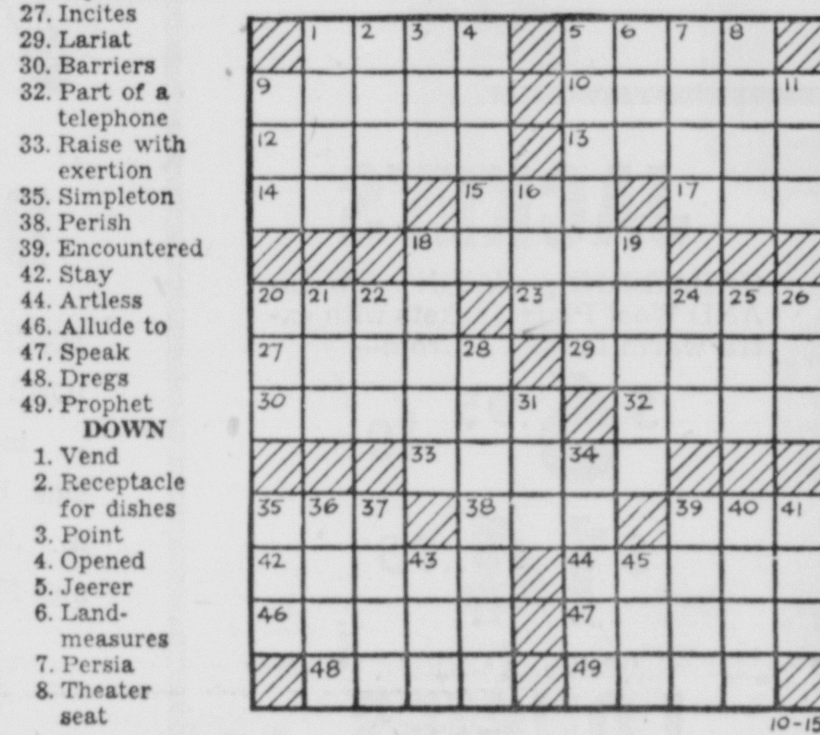 27. Incites
29. Lariat
30. Barriers
32. Part of a
telephone
33. Raise with
exertion
35. Simpleton
38. Perish
39. Encountered
42. Stay
44. Artless
46. Allude to
47. Speak
48. Dregs
49. Prophet
DOWN
1. Vend
2. Receptacle
for dishes
3. Point
4. Opened
5. Jeerer
6. Land-
measures
7. Persia
8. Theater
seat
1 2 3 4 5 6 7 8
9 10 11
12 13
14 15 16 17
18 19
20 21 22 23 24 25 26
27 28 29
30 31 32
33 34
35 36 37 38 39 40 41
42 43 44 45
46 47
48 49
10-15